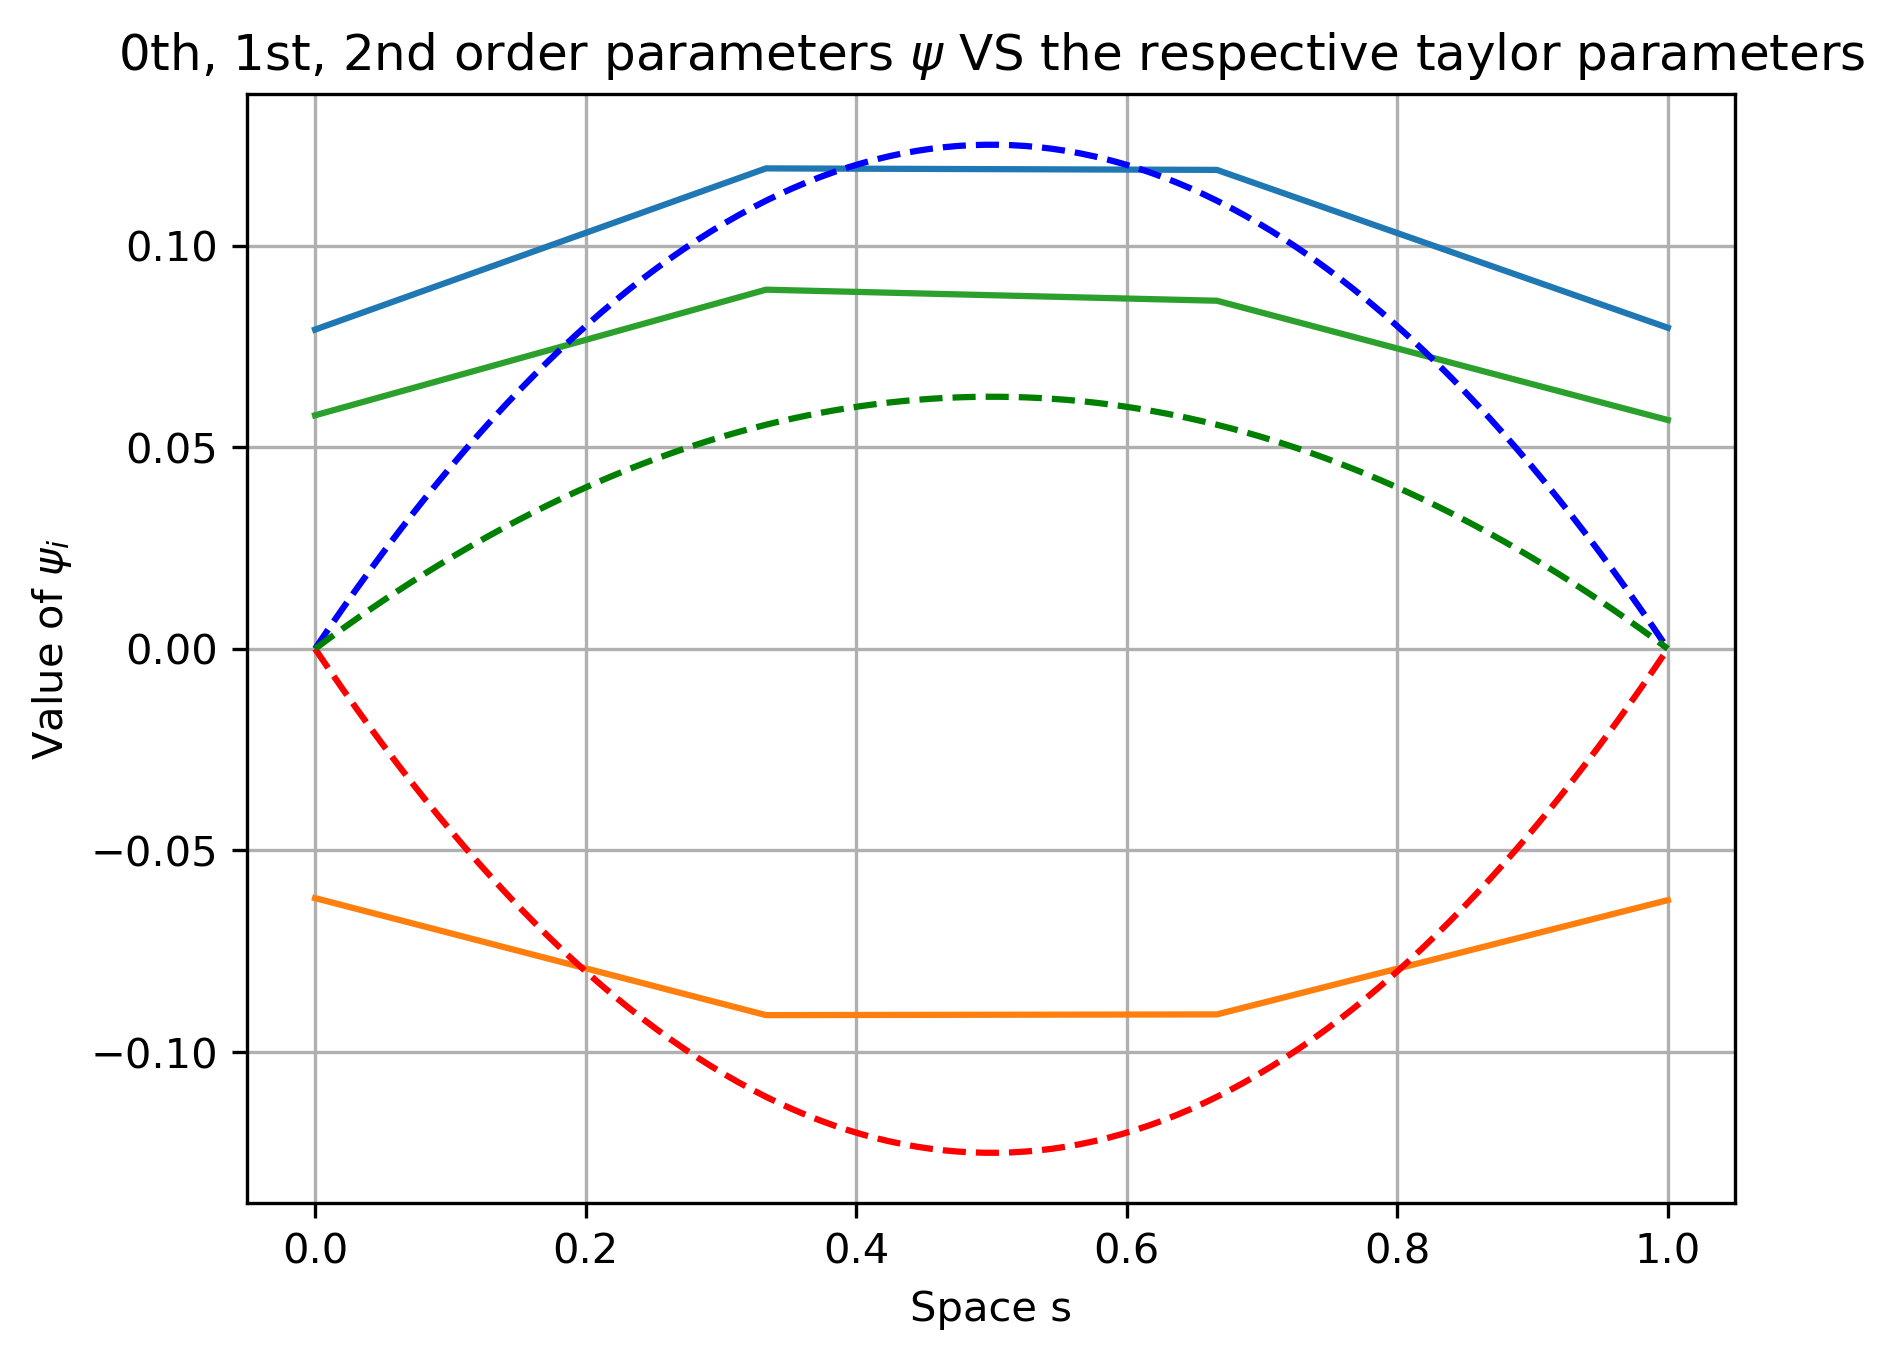 0th, 1st, 2nd order parameters ψ VS the respective taylor parameters
Value of ψᵢ
0.10
0.05
0.00
−0.05
−0.10
0.0 0.2 0.4 0.6 0.8 1.0
Space s